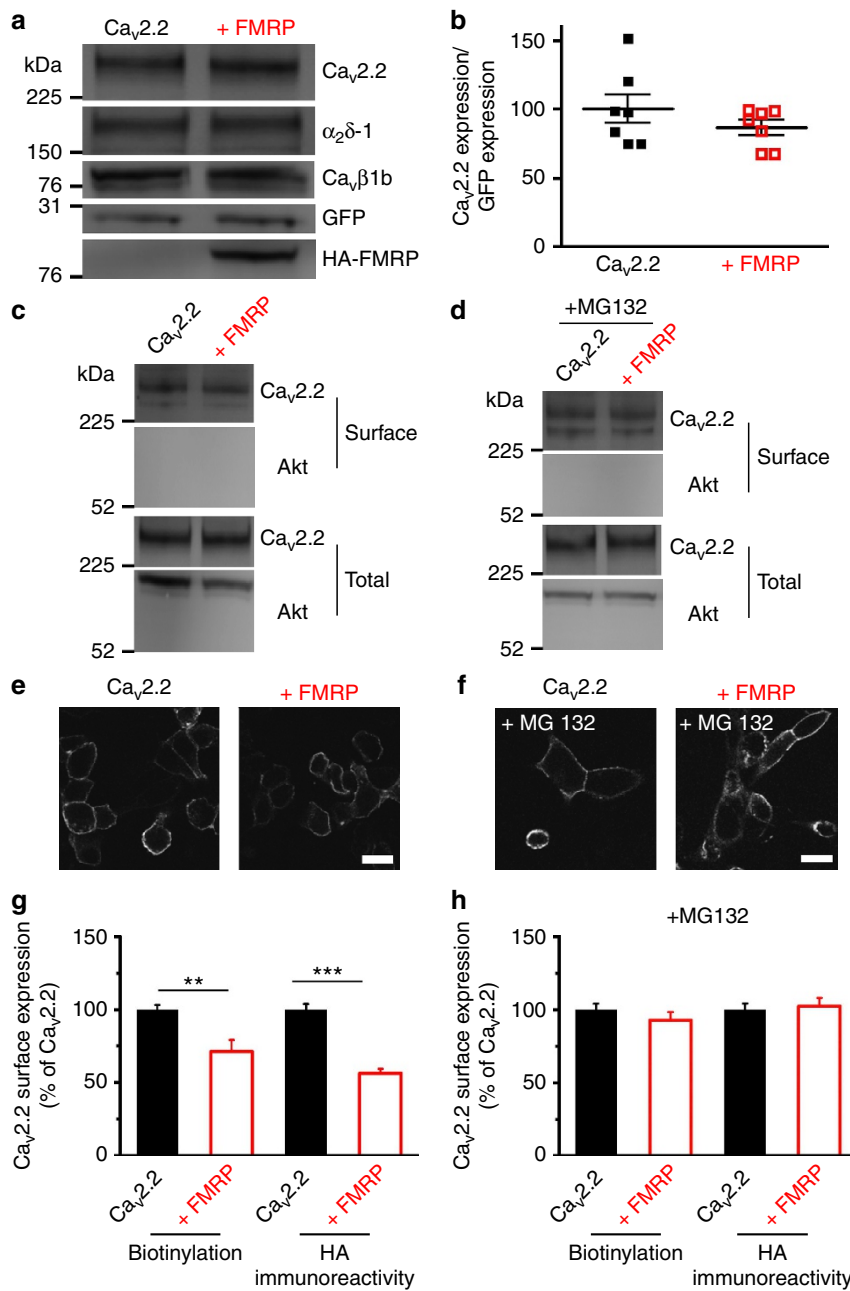 a
Caᵥ2.2 + FMRP
kDa
225
Caᵥ2.2
α₂δ-1
150
Caᵥβ1b
76
31
GFP
HA-FMRP
76
b
Caᵥ2.2 expression/
GFP expression
150
100
50
0
Caᵥ2.2 + FMRP
c
Caᵥ2.2 + FMRP
kDa
Caᵥ2.2
225
Surface
Akt
52
Caᵥ2.2
225
Total
Akt
52
d
+MG132
Caᵥ2.2 + FMRP
kDa
Caᵥ2.2
225
Surface
Akt
52
Caᵥ2.2
225
Total
Akt
52
e
Caᵥ2.2 + FMRP
f
Caᵥ2.2 + FMRP
+ MG 132 + MG 132
g
Caᵥ2.2 surface expression
(% of Caᵥ2.2)
150
100
50
0
** ***
Caᵥ2.2 + FMRP Caᵥ2.2 + FMRP
Biotinylation HA
immunoreactivity
h
+MG132
Caᵥ2.2 surface expression
(% of Caᵥ2.2)
150
100
50
0
Caᵥ2.2 + FMRP Caᵥ2.2 + FMRP
Biotinylation HA
immunoreactivity